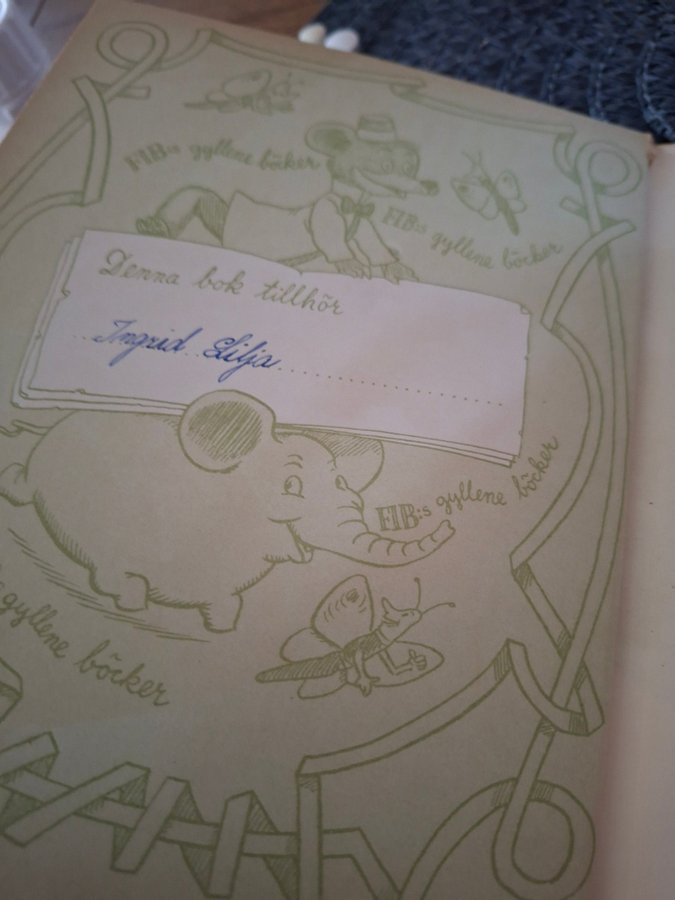 FIB:s gyllene böcker
FIB:s gyllene böcker
Denna bok tillhör
Ingrid Lilja
FIB:s gyllene böcker
:s gyllene böcker